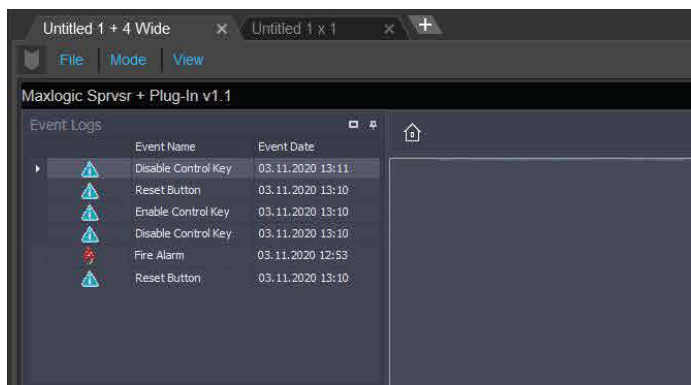 Untitled 1 + 4 Wide × Untitled 1 x 1 × +
File Mode View
Maxlogic Sprvsr + Plug-In v1.1
Event Logs
Event Name Event Date
Disable Control Key 03.11.2020 13:11
Reset Button 03.11.2020 13:10
Enable Control Key 03.11.2020 13:10
Disable Control Key 03.11.2020 13:10
Fire Alarm 03.11.2020 12:53
Reset Button 03.11.2020 13:10